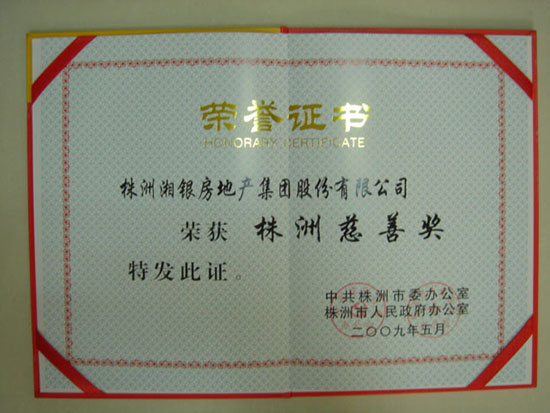 荣誉证书
HONORARY CERTIFICATE
株洲湘银房地产集团股份有限公司
荣获 株洲慈善奖
特发此证。
中共株洲市委办公室
株洲市人民政府办公室
二〇〇九年五月